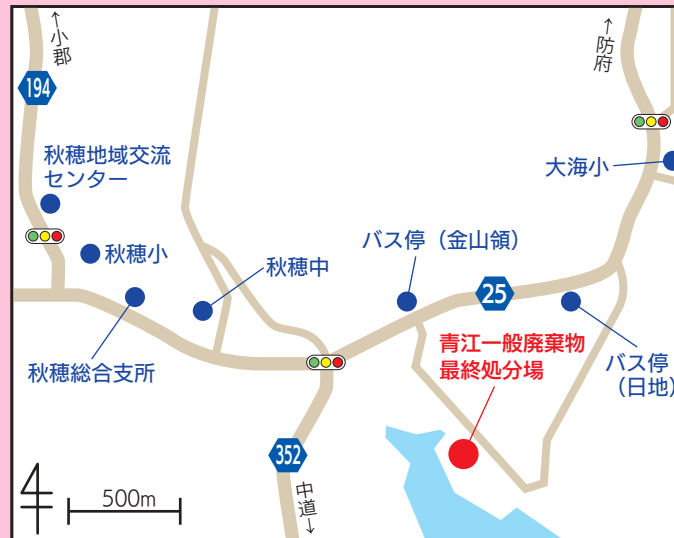 ↑小郡
↑防府
194
秋穂地域交流
センター
大海小
秋穂小
バス停（金山領）
秋穂中
25
秋穂総合支所
青江一般廃棄物
最終処分場
バス停
（日地）
352
中道↓
500m